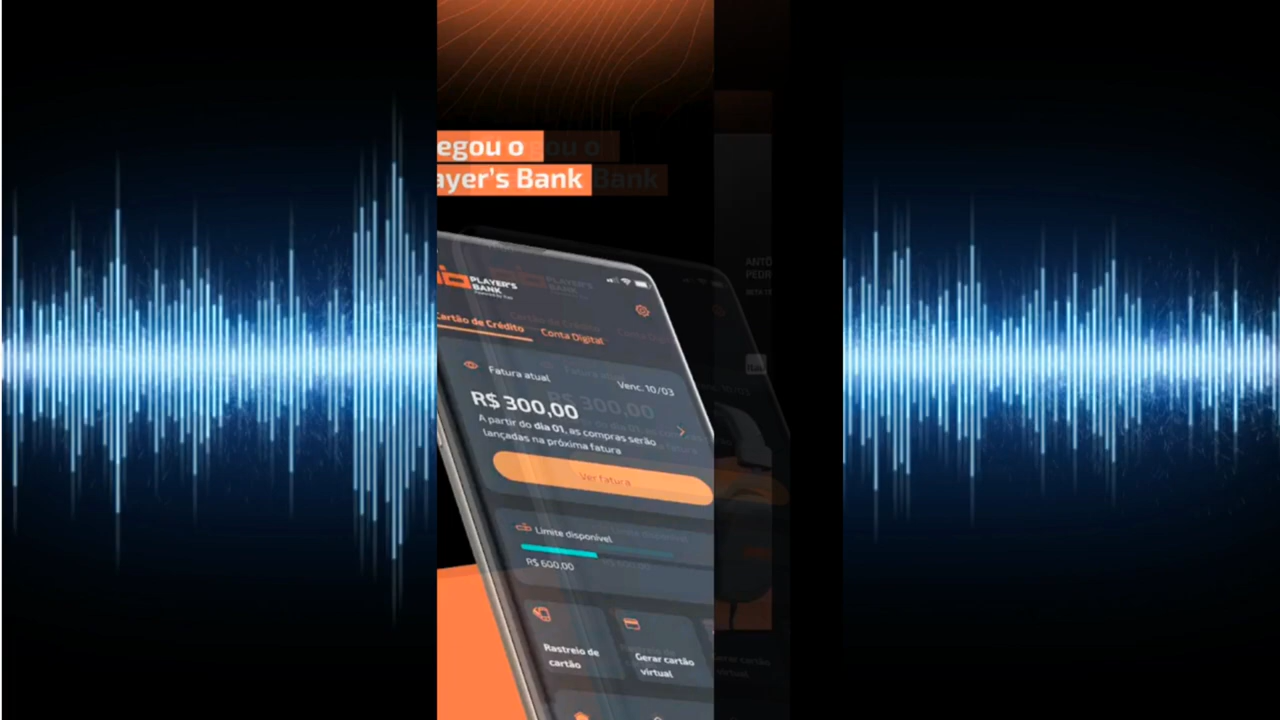 egou o
ayer's Bank
PLAYER'S
BANK
Cartão de Crédito
Conta Digital
Fatura atual
Venc. 10/03
R$ 300,00
A partir do dia 01, as compras serão
lançadas na próxima fatura
Ver fatura
Limite disponível
R$ 600,00
Rastreio de
cartão
Gerar cartão
virtual
ANTÔ
PEDR